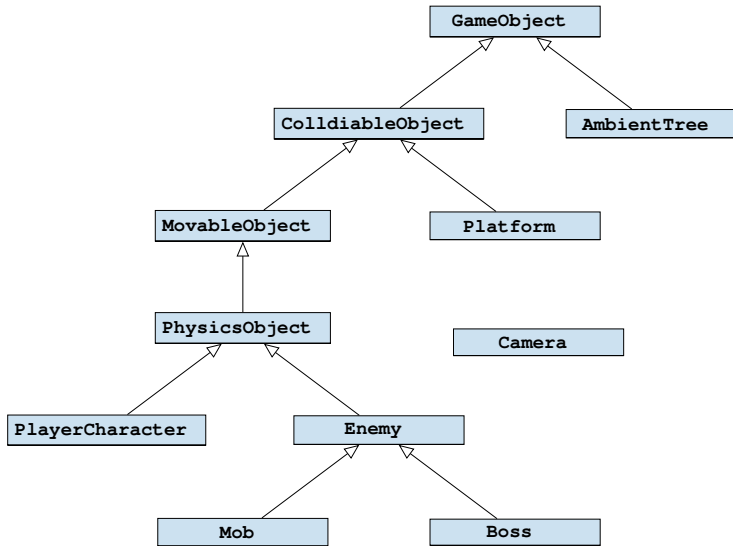 GameObject
ColldiableObject
AmbientTree
MovableObject
Platform
PhysicsObject
Camera
PlayerCharacter
Enemy
Mob
Boss